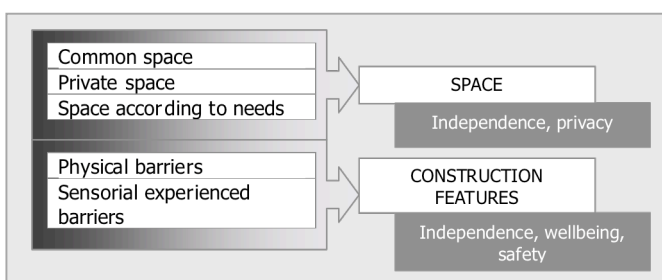 Common space
Private space
Space according to needs
SPACE
Independence, privacy
Physical barriers
Sensorial experienced
barriers
CONSTRUCTION
FEATURES
Independence, wellbeing,
safety